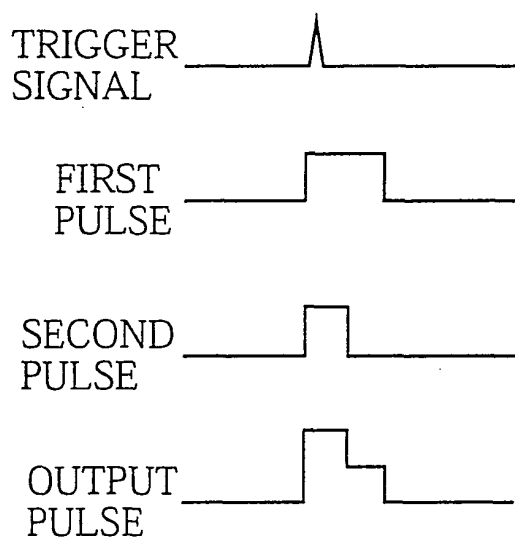 TRIGGER
SIGNAL
FIRST
PULSE
SECOND
PULSE
OUTPUT
PULSE